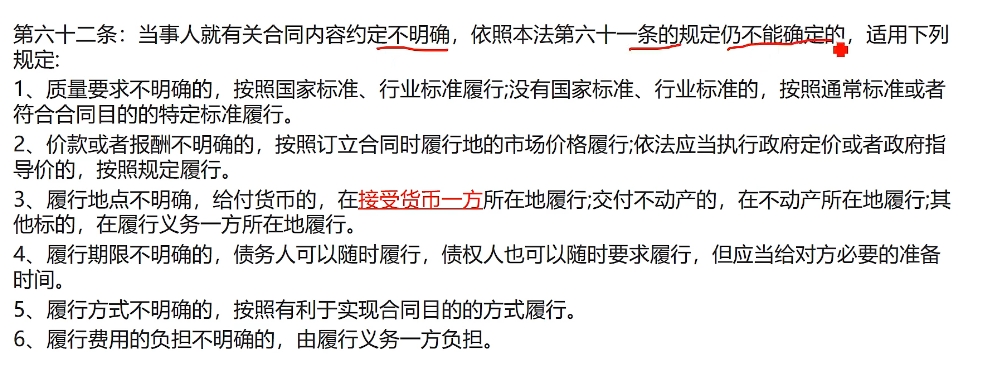 第六十二条：当事人就有关合同内容约定不明确，依照本法第六十一条的规定仍不能确定的，适用下列
规定:
1、质量要求不明确的，按照国家标准、行业标准履行;没有国家标准、行业标准的，按照通常标准或者
符合合同目的的特定标准履行。
2、价款或者报酬不明确的，按照订立合同时履行地的市场价格履行;依法应当执行政府定价或者政府指
导价的，按照规定履行。
3、履行地点不明确，给付货币的，在接受货币一方所在地履行;交付不动产的，在不动产所在地履行;其
他标的，在履行义务一方所在地履行。
4、履行期限不明确的，债务人可以随时履行，债权人也可以随时要求履行，但应当给对方必要的准备
时间。
5、履行方式不明确的，按照有利于实现合同目的的方式履行。
6、履行费用的负担不明确的，由履行义务一方负担。